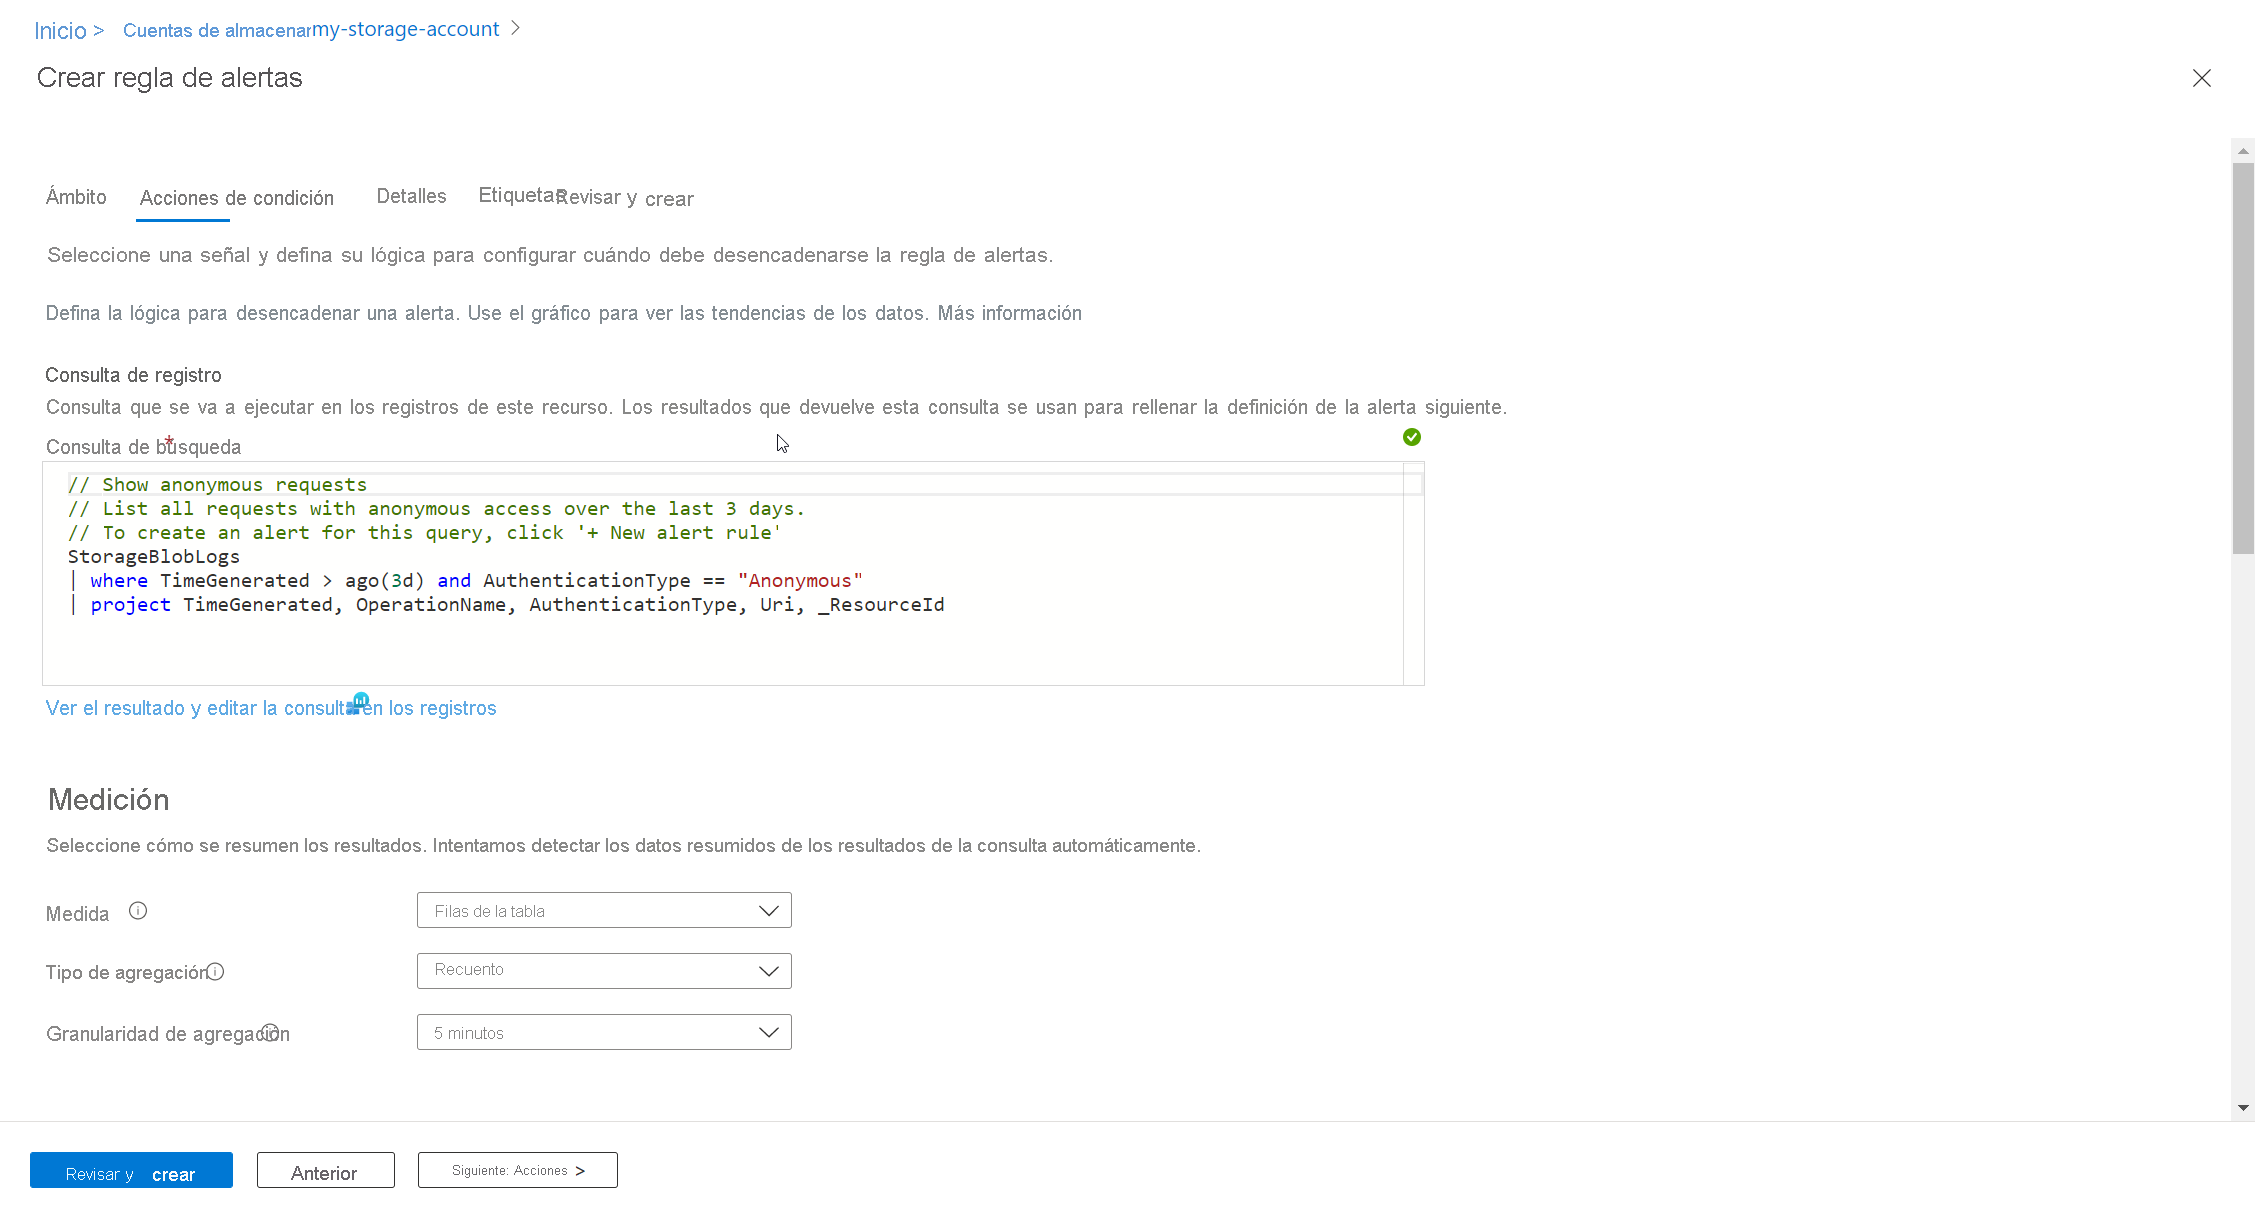 Inicio > Cuentas de almacenar my-storage-account >
Crear regla de alertas
Ámbito Acciones de condición Detalles Etiquetas Revisar y crear
Seleccione una señal y defina su lógica para configurar cuándo debe desencadenarse la regla de alertas.
Defina la lógica para desencadenar una alerta. Use el gráfico para ver las tendencias de los datos. Más información
Consulta de registro
Consulta que se va a ejecutar en los registros de este recurso. Los resultados que devuelve esta consulta se usan para rellenar la definición de la alerta siguiente.
Consulta de búsqueda *
// Show anonymous requests
// List all requests with anonymous access over the last 3 days.
// To create an alert for this query, click '+ New alert rule'
StorageBlobLogs
| where TimeGenerated > ago(3d) and AuthenticationType == "Anonymous"
| project TimeGenerated, OperationName, AuthenticationType, Uri, _ResourceId
Ver el resultado y editar la consulta en los registros
Medición
Seleccione cómo se resumen los resultados. Intentamos detectar los datos resumidos de los resultados de la consulta automáticamente.
Medida Filas de la tabla
Tipo de agregación Recuento
Granularidad de agregación 5 minutos
Revisar y crear Anterior Siguiente: Acciones >